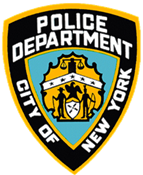 POLICE
DEPARTMENT
CITY OF
NEW YORK